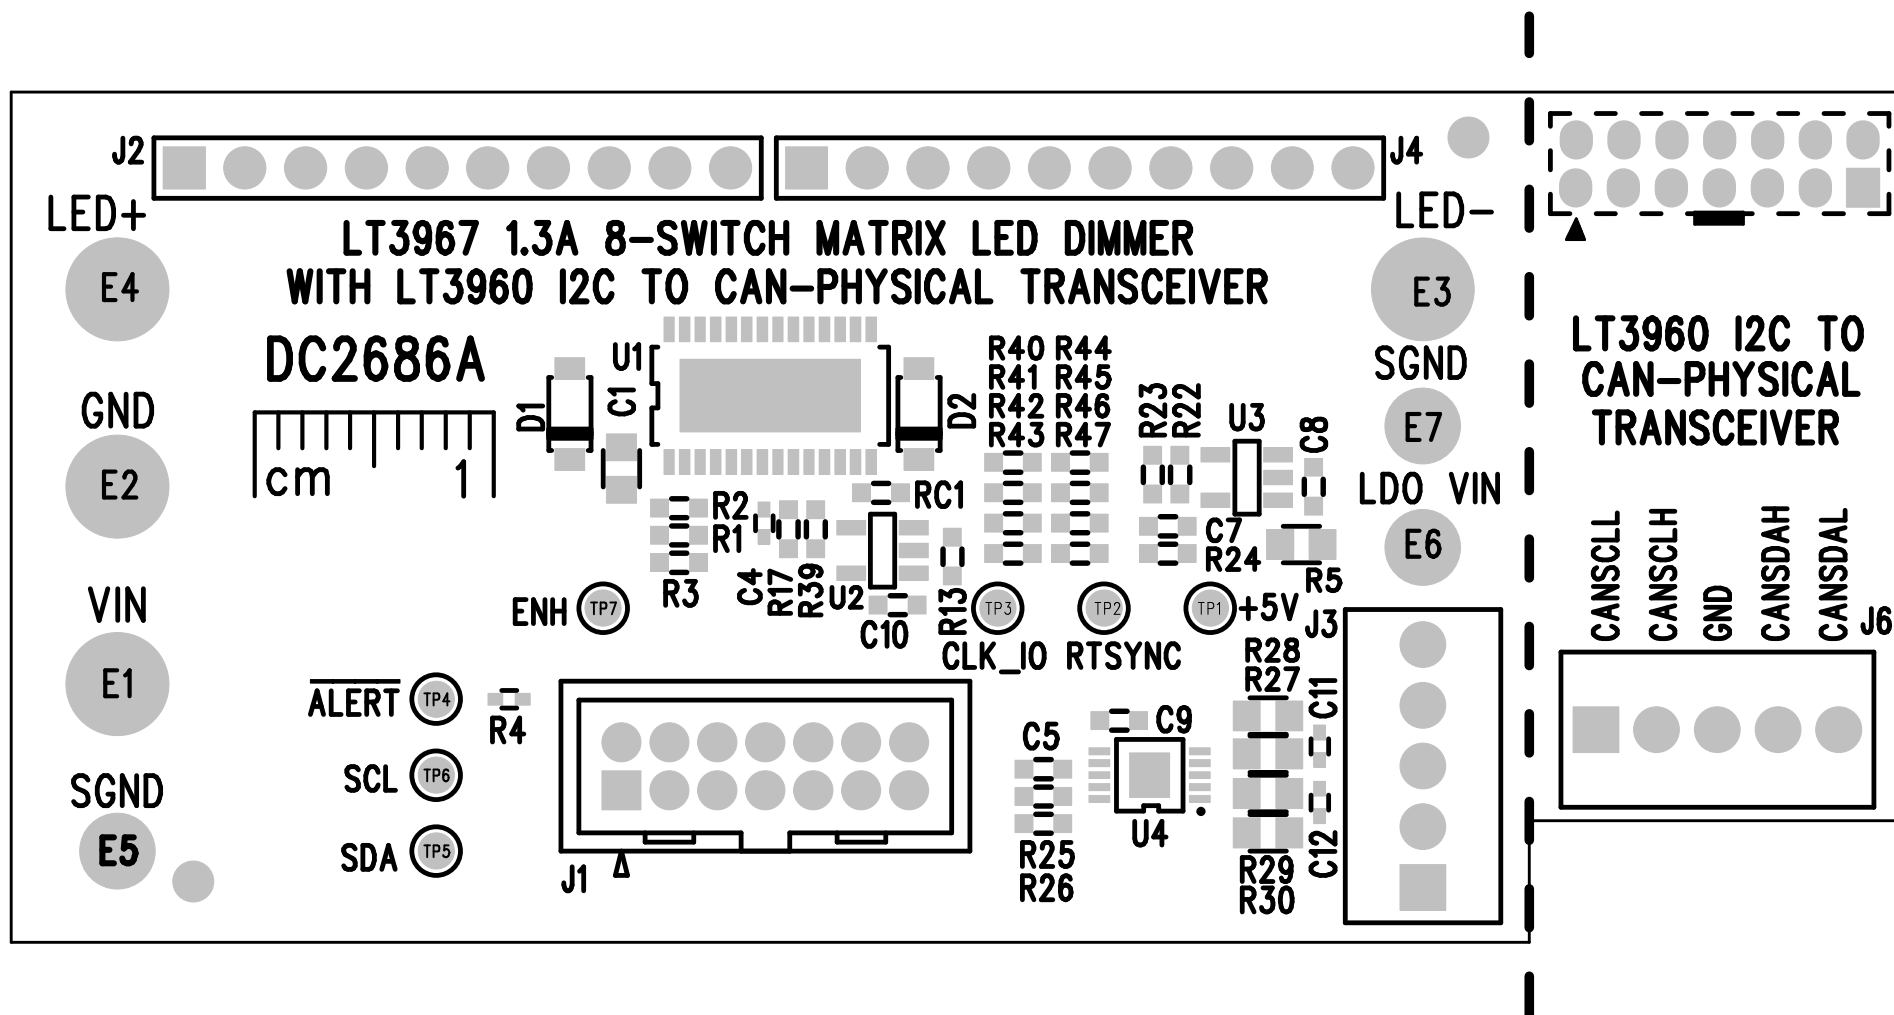 J2
J4
LED+
LED-
LT3967 1.3A 8-SWITCH MATRIX LED DIMMER
WITH LT3960 I2C TO CAN-PHYSICAL TRANSCEIVER
E4
E3
DC2686A
U1
R40 R44
R41 R45
R42 R46
R43 R47
SGND
GND
D1
C1
D2
R23
R22
U3
C8
E7
cm 1
E2
RC1
LDO VIN
R2
R1
R3
C4
R17
R39
U2
C10
R13
C7
R24
R5
E6
VIN
ENH
TP7
TP3
TP2
TP1
+5V
J3
CLK_IO RTSYNC
R28
R27
C11
E1
ALERT
TP4
R4
C9
C5
SCL
TP6
SGND
U4
E5
SDA
TP5
J1
R25
R26
R29
R30
C12
LT3960 I2C TO
CAN-PHYSICAL
TRANSCEIVER
CANSCLL
CANSCLH
GND
CANSDAH
CANSDAL
J6